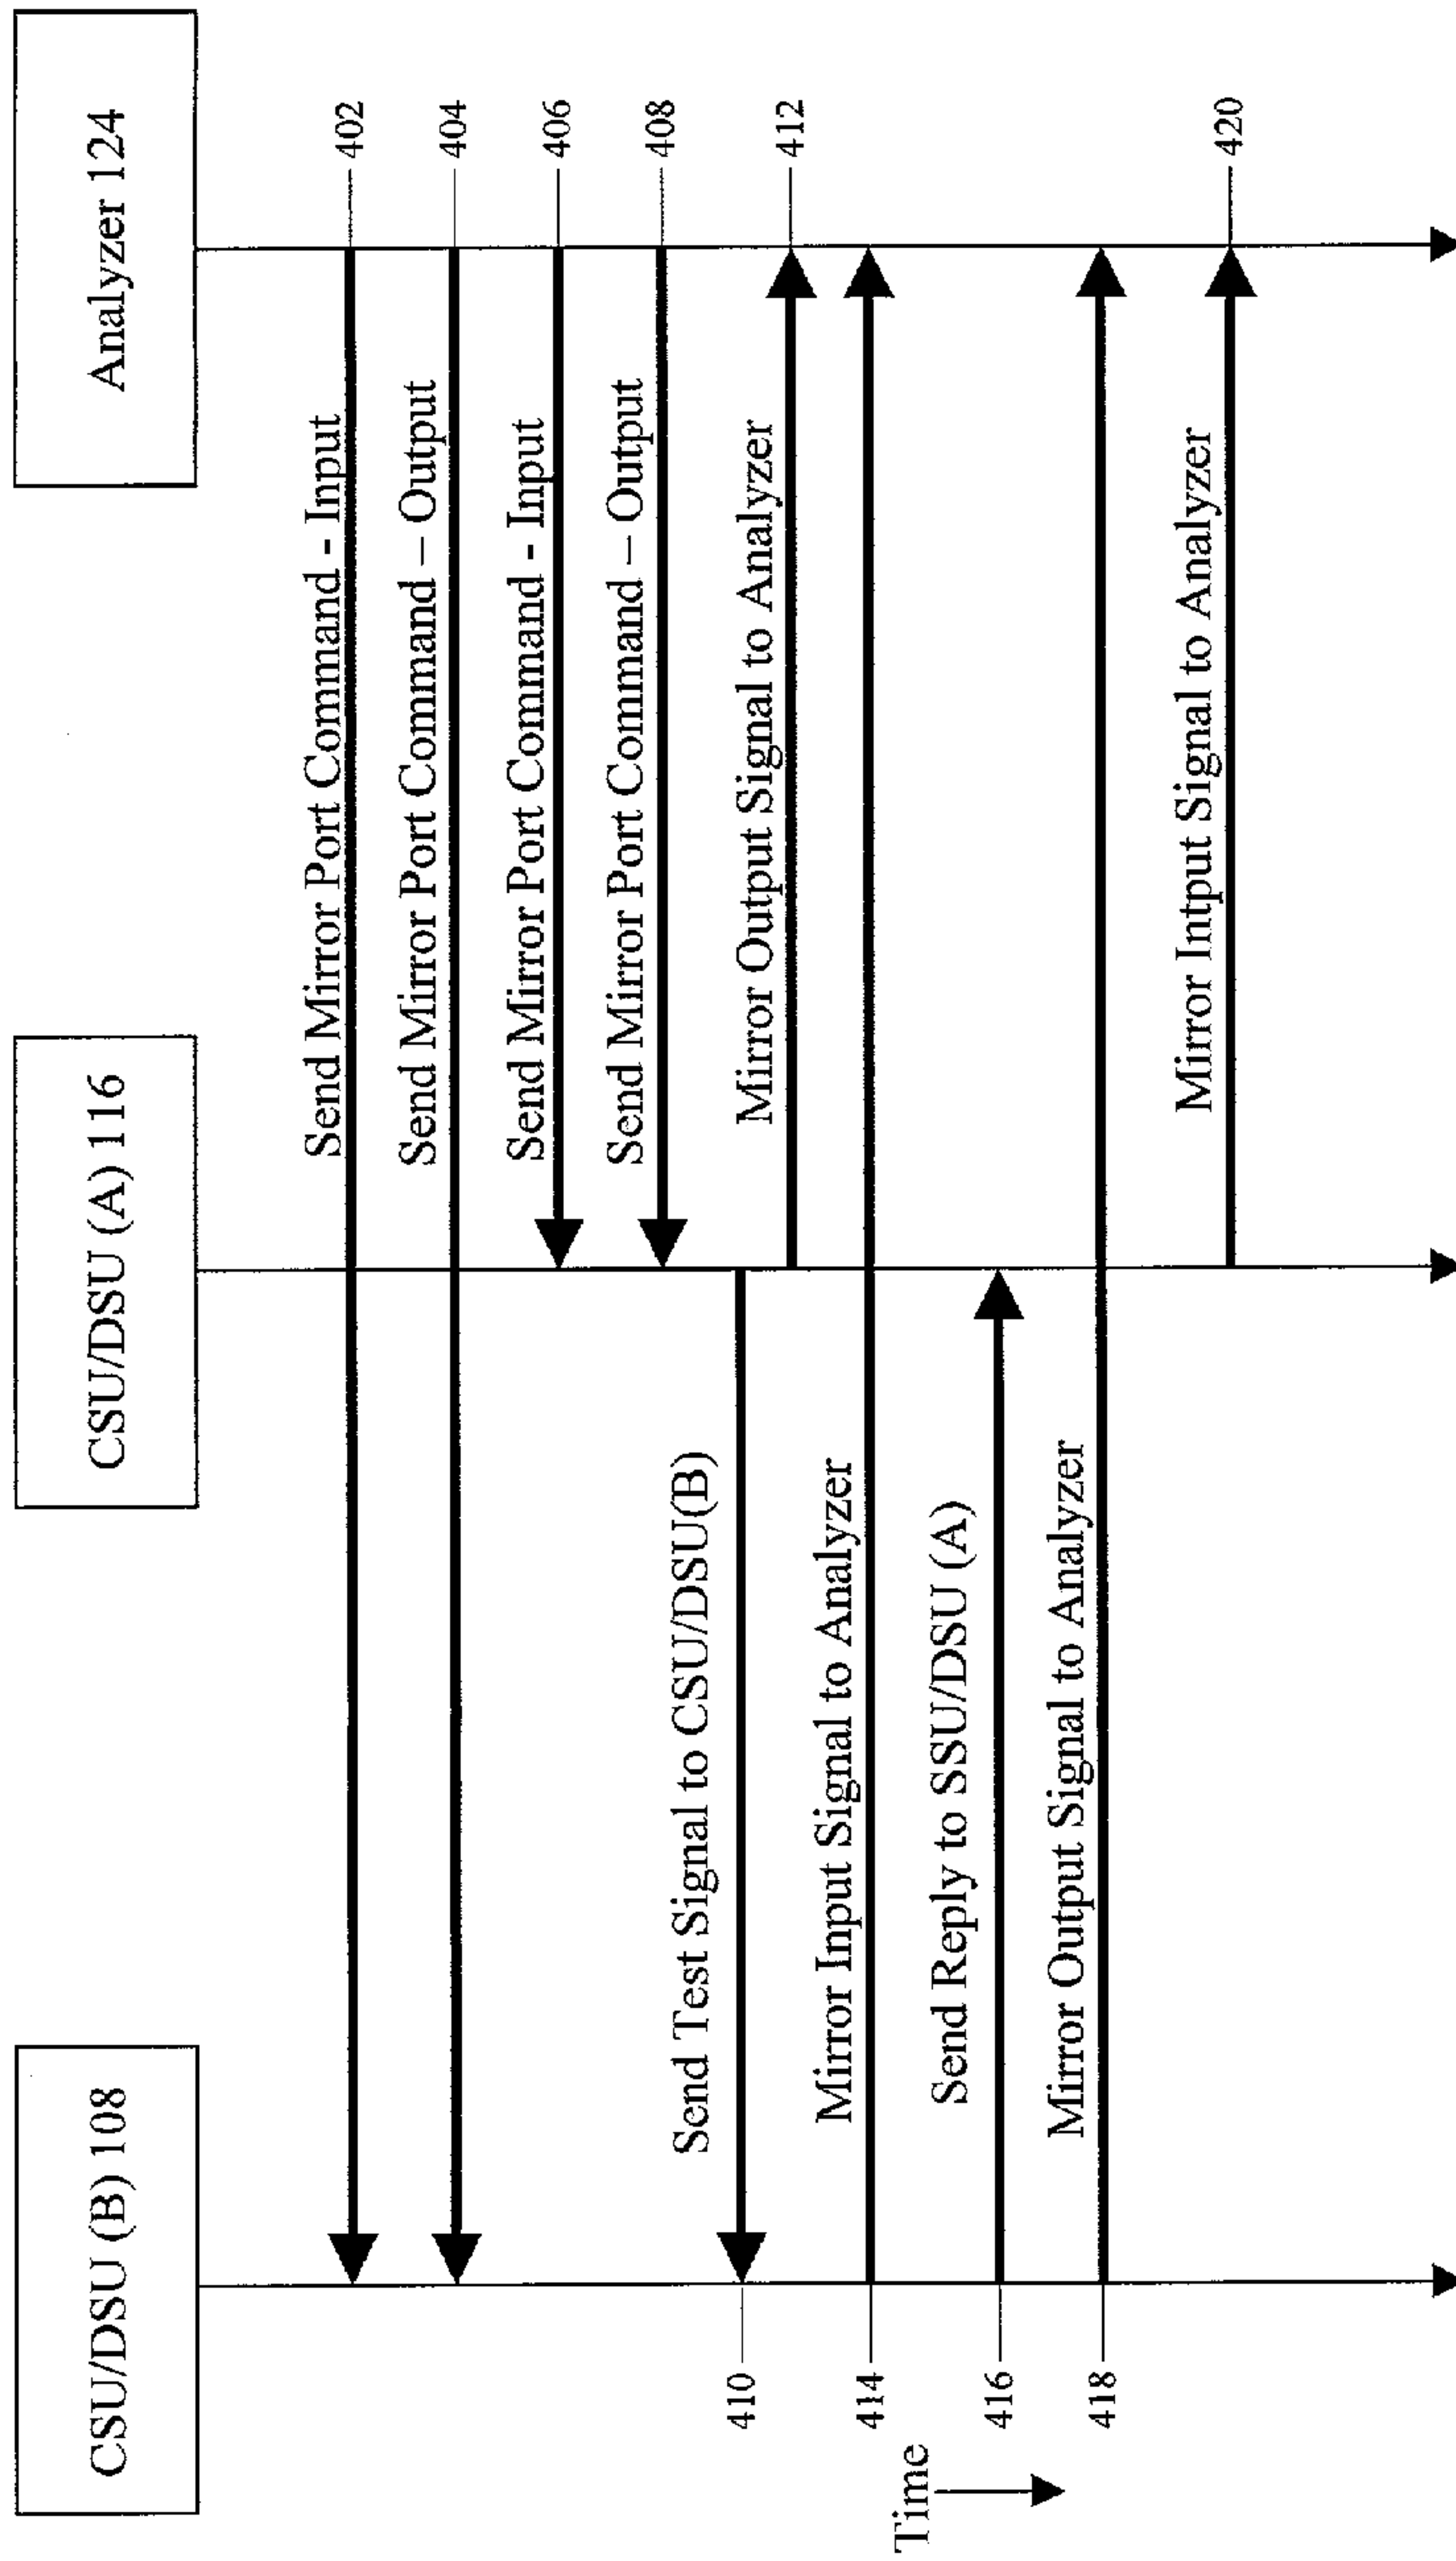 CSU/DSU (B) 108
CSU/DSU (A) 116
Analyzer 124
Send Mirror Port Command - Input
402
Send Mirror Port Command – Output
404
Send Mirror Port Command - Input
406
Send Mirror Port Command – Output
408
410
Send Test Signal to CSU/DSU(B)
Mirror Output Signal to Analyzer
412
414
Mirror Input Signal to Analyzer
Time
416
Send Reply to SSU/DSU (A)
418
Mirror Output Signal to Analyzer
Mirror Intput Signal to Analyzer
420